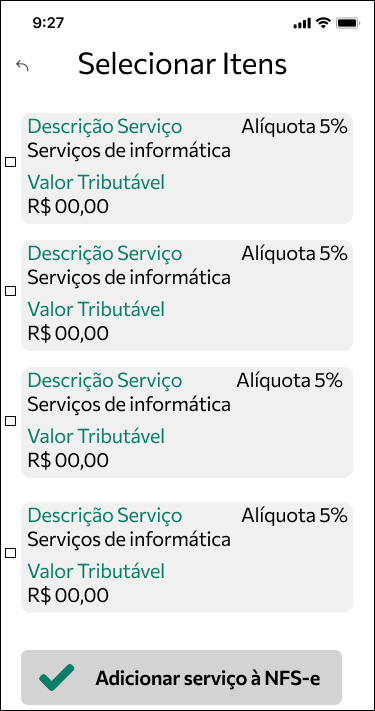 9:27
Selecionar Itens
Descrição Serviço Alíquota 5%
Serviços de informática
Valor Tributável
R$ 00,00
Descrição Serviço Alíquota 5%
Serviços de informática
Valor Tributável
R$ 00,00
Descrição Serviço Alíquota 5%
Serviços de informática
Valor Tributável
R$ 00,00
Descrição Serviço Alíquota 5%
Serviços de informática
Valor Tributável
R$ 00,00
Adicionar serviço à NFS-e